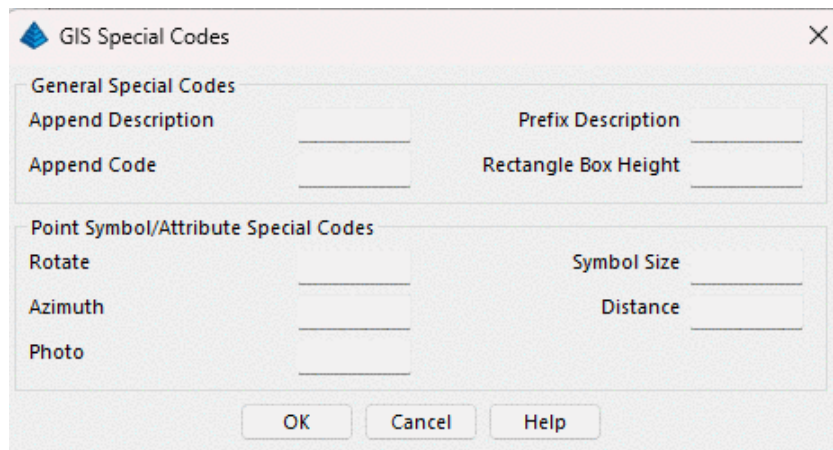 GIS Special Codes
General Special Codes
Append Description Prefix Description
Append Code Rectangle Box Height
Point Symbol/Attribute Special Codes
Rotate Symbol Size
Azimuth Distance
Photo
OK Cancel Help